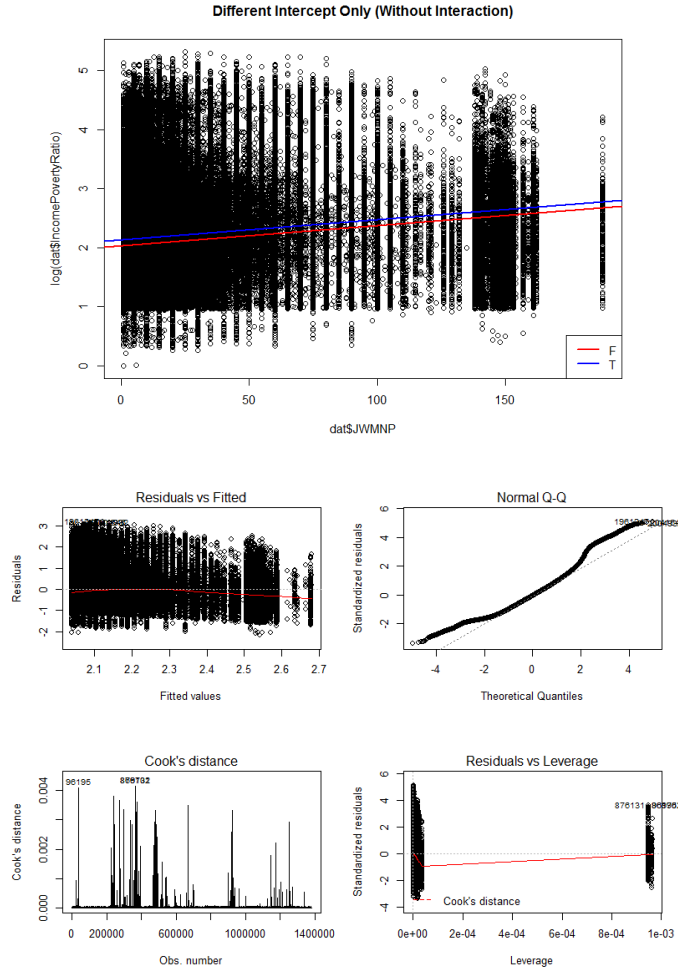 Different Intercept Only (Without Interaction)
log(dat$IncomePovertyRatio)
5
4
3
2
1
0
F
T
0 50 100 150
dat$JWMNP
Residuals vs Fitted
Residuals
3
2
1
0
-1
-2
2.1 2.2 2.3 2.4 2.5 2.6 2.7
Fitted values
Normal Q-Q
Standardized residuals
6
4
2
0
-2
-4 -2 0 2 4
Theoretical Quantiles
Cook's distance
Cook's distance
0.004
0.002
0.000
96195
0 200000 600000 1000000 1400000
Obs. number
Residuals vs Leverage
Standardized residuals
6
4
2
0
-2
-4
Cook's distance
0e+00 2e-04 4e-04 6e-04 8e-04 1e-03
Leverage